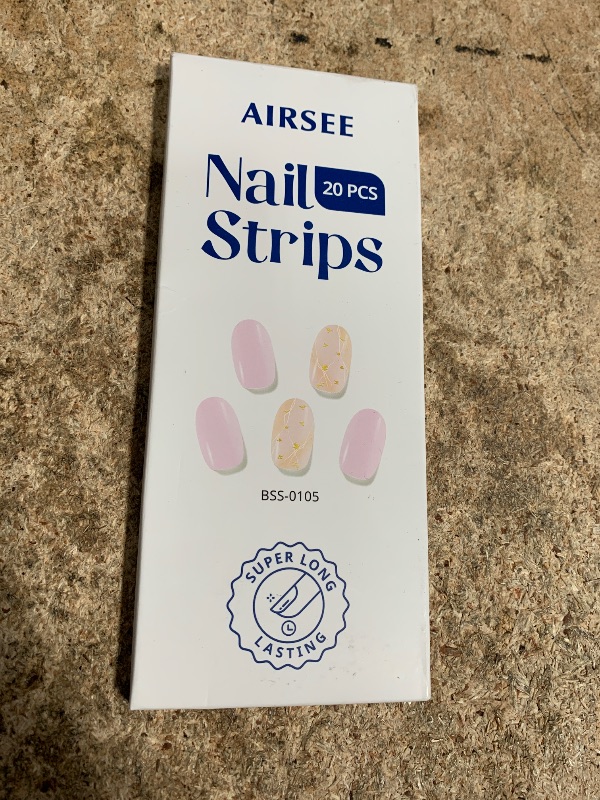 AIRSEE
Nail 20 PCS
Strips
BSS-0105
SUPER LONG
LASTING